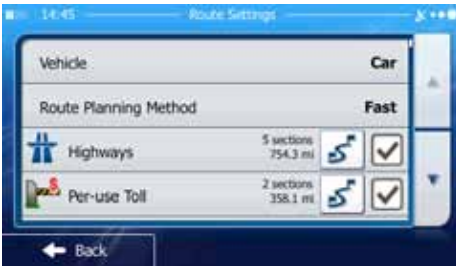 14:45 Route Settings
Vehicle Car
Route Planning Method Fast
Highways 5 sections 754.3 mi
Per-use Toll 2 sections 358.1 mi
Back